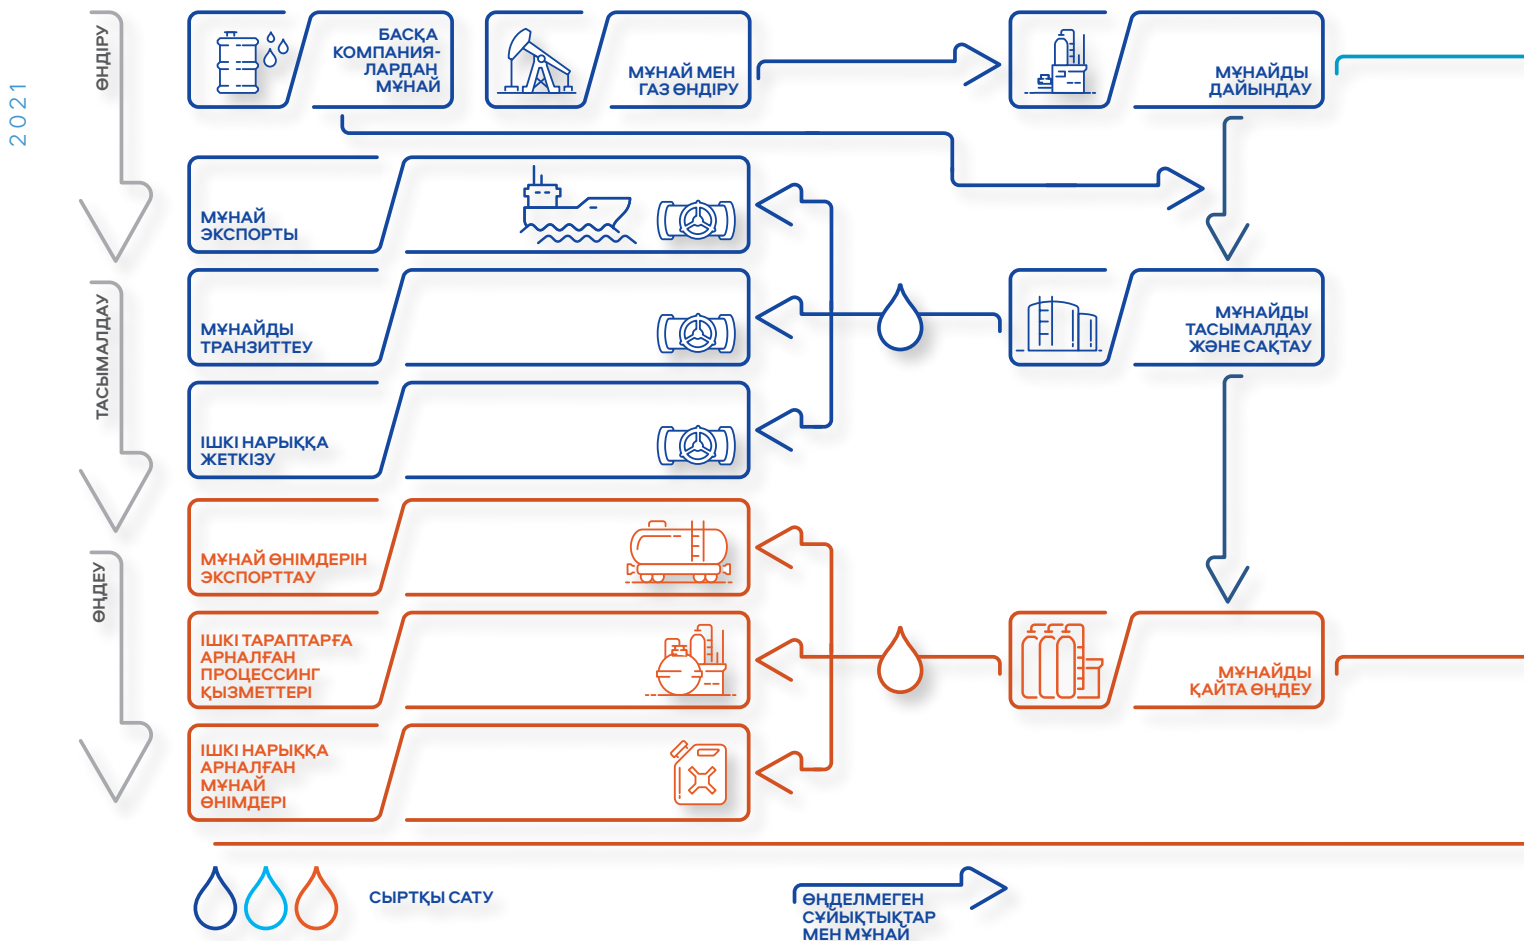 2021
ӨНДІРУ
БАСҚА
КОМПАНИЯ-
ЛАРДАН
МҰНАЙ
МҰНАЙ МЕН
ГАЗ ӨНДІРУ
МҰНАЙДЫ
ДАЙЫНДАУ
МҰНАЙ
ЭКСПОРТЫ
ТАСЫМАЛДАУ
МҰНАЙДЫ
ТРАНЗИТТЕУ
МҰНАЙДЫ
ТАСЫМАЛДАУ
ЖӘНЕ САҚТАУ
ІШКІ НАРЫҚҚА
ЖЕТКІЗУ
ӨҢДЕУ
МҰНАЙ ӨНІМДЕРІН
ЭКСПОРТТАУ
ІШКІ ТАРАПТАРҒА
АРНАЛҒАН
ПРОЦЕССИНГ
ҚЫЗМЕТТЕРІ
МҰНАЙДЫ
ҚАЙТА ӨҢДЕУ
ІШКІ НАРЫҚҚА
АРНАЛҒАН
МҰНАЙ
ӨНІМДЕРІ
СЫРТҚЫ САТУ
ӨҢДЕЛМЕГЕН
СҰЙЫҚТЫҚТАР
МЕН МҰНАЙ